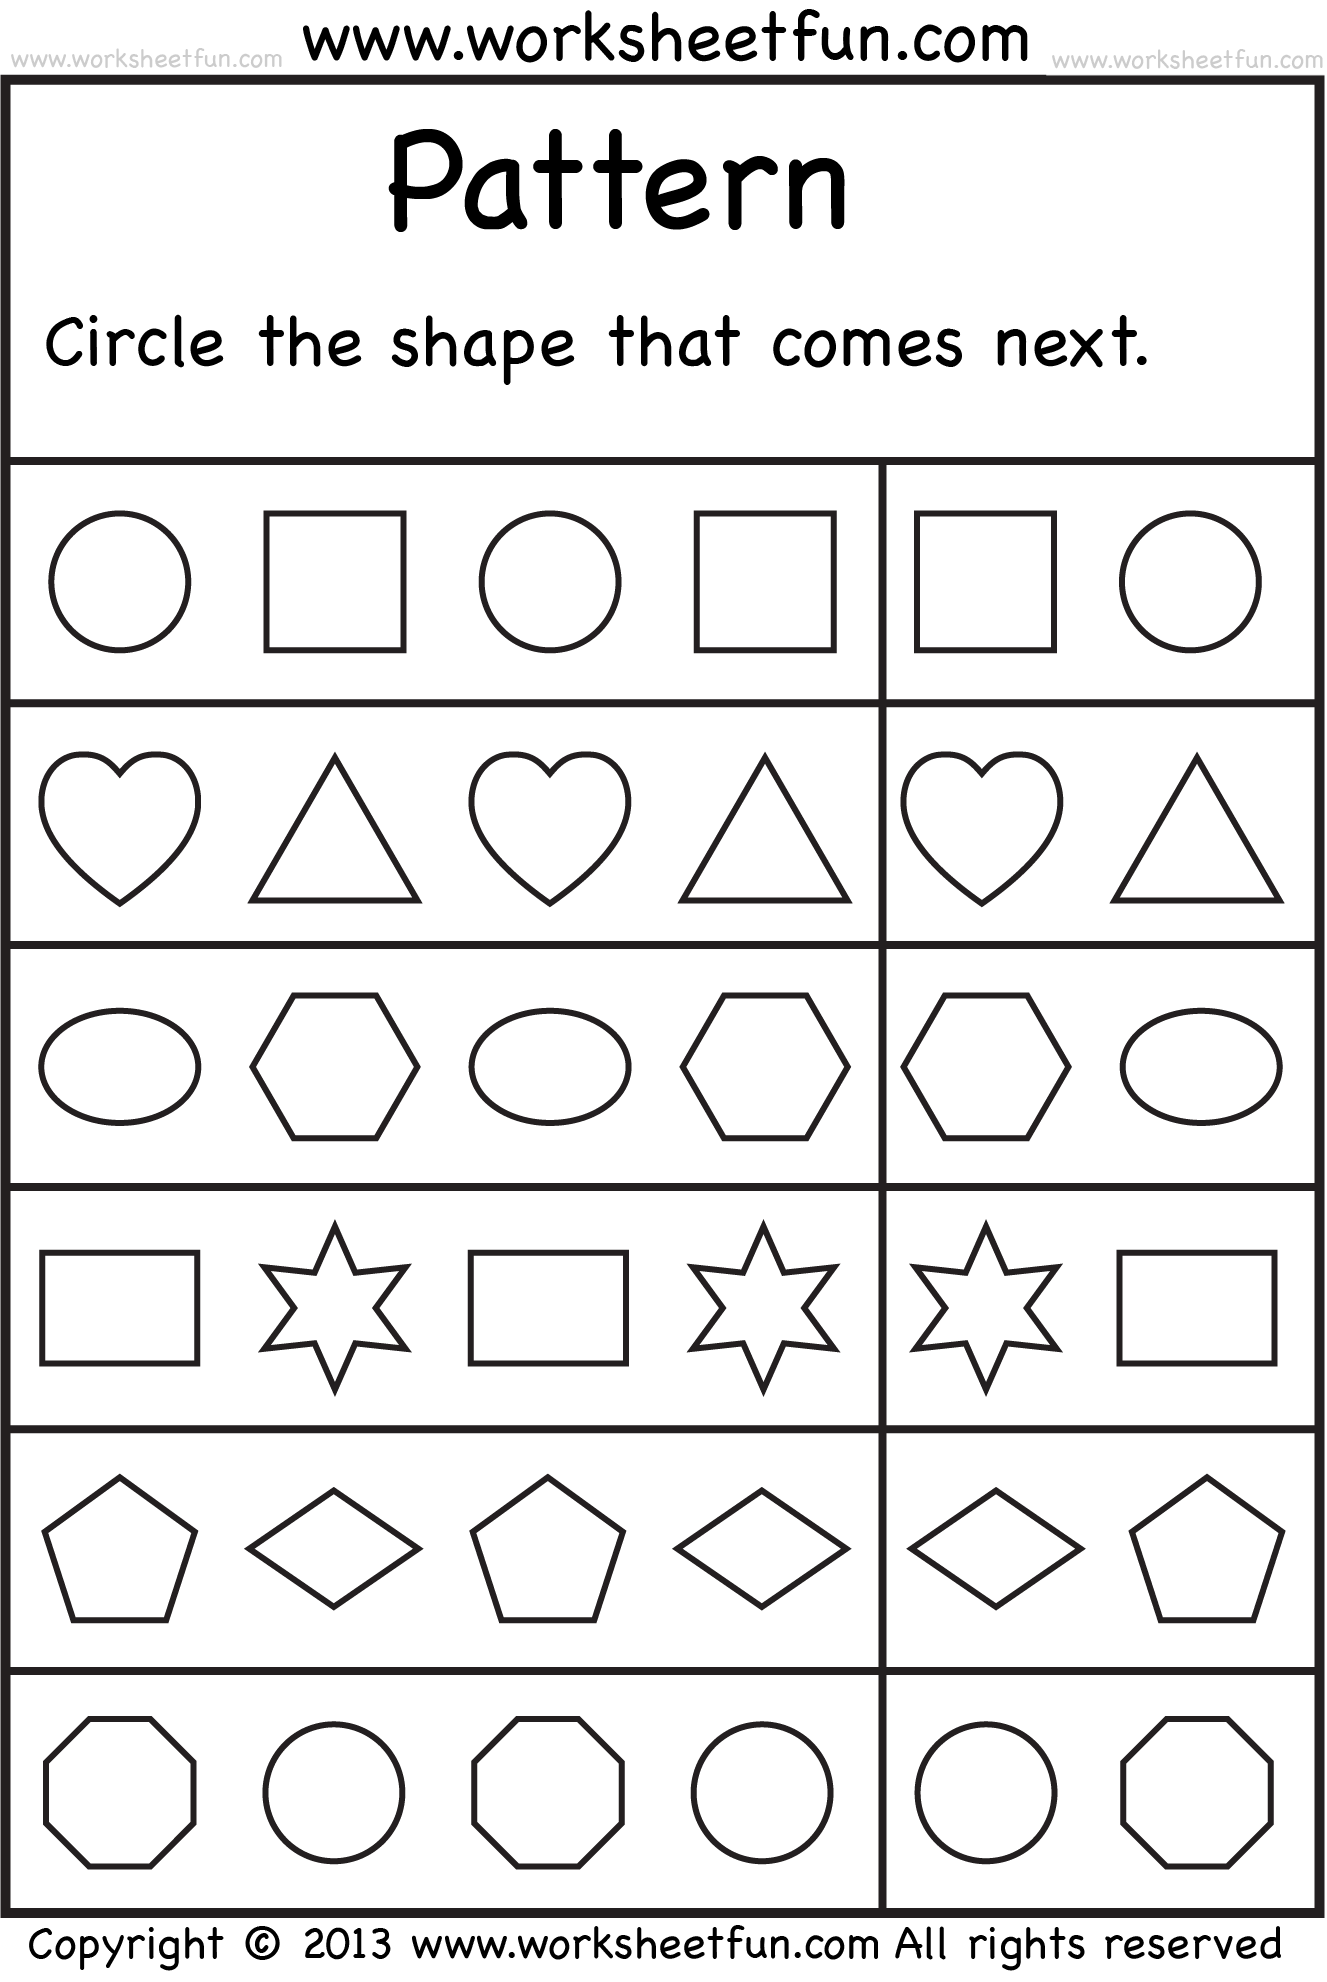 www.worksheetfun.com
www.worksheetfun.com
www.worksheetfun.com
Pattern
Circle the shape that comes next.
Copyright © 2013 www.worksheetfun.com All rights reserved